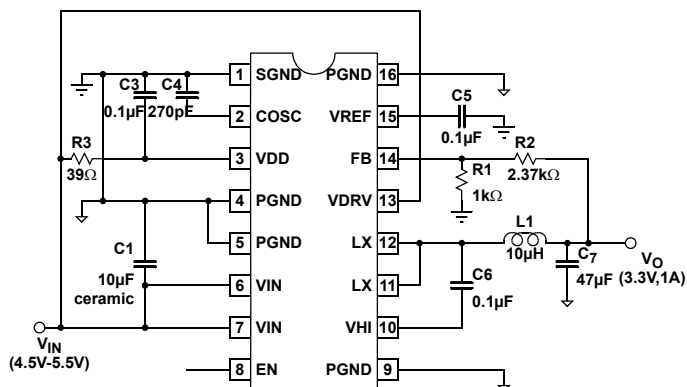 C3
0.1µF
C4
270pF
1
SGND
PGND
16
2
COSC
VREF
15
C5
0.1µF
R3
39Ω
3
VDD
FB
14
R1
1kΩ
R2
2.37kΩ
4
PGND
VDRV
13
C1
10µF
ceramic
5
PGND
LX
12
L1
10µH
C7
47µF
VO
(3.3V,1A)
6
VIN
LX
11
C6
0.1µF
VIN
(4.5V-5.5V)
7
VIN
VHI
10
8
EN
PGND
9